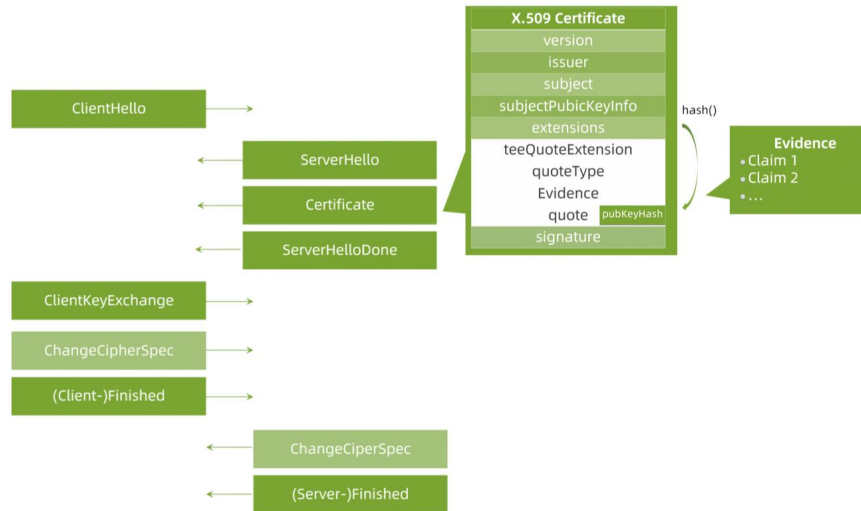 X.509 Certificate
version
issuer
subject
subjectPubicKeyInfo
extensions
teeQuoteExtension
quoteType
Evidence
quote
pubKeyHash
signature
hash()
Evidence
• Claim 1
• Claim 2
• ...
ClientHello
ServerHello
Certificate
ServerHelloDone
ClientKeyExchange
ChangeCipherSpec
(Client-)Finished
ChangeCiperSpec
(Server-)Finished